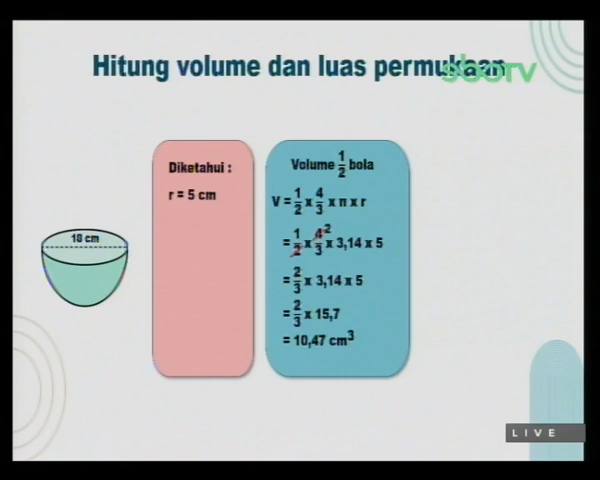 Hitung volume dan luas permukaan
sboTV
Diketahui :
r = 5 cm
10 cm
Volume 1/2 bola
V = 1/2 x 4/3 x π x r
= 1/2 x 4/3 2 x 3,14 x 5
= 2/3 x 3,14 x 5
= 2/3 x 15,7
= 10,47 cm³
LIVE